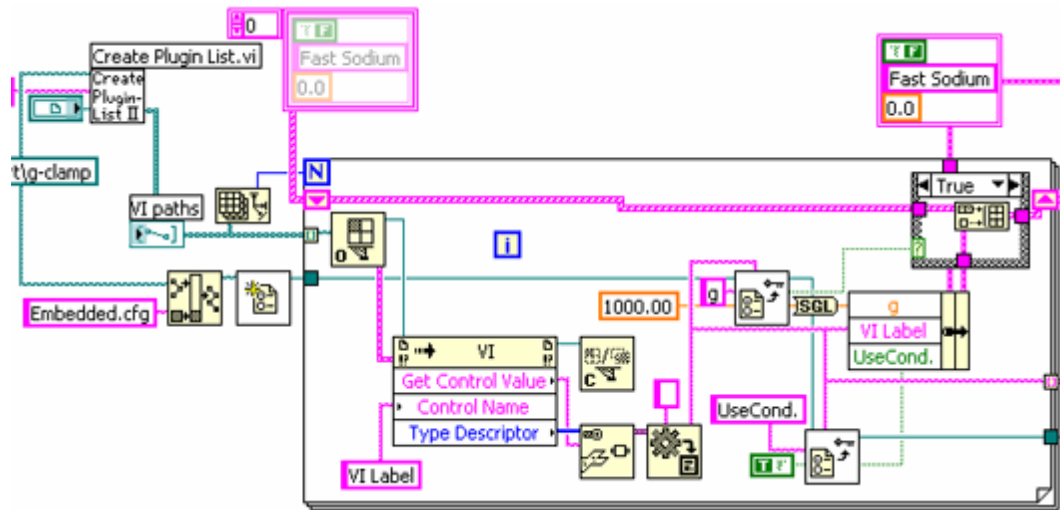 0
T F
Fast Sodium
0.0
Create Plugin List.vi
Create
Plugin-
List II
T F
Fast Sodium
0.0
t\g-clamp
N
True
VI paths
O
i
?
Embedded.cfg
1000.00
g
SGL
g
VI Label
UseCond.
VI
Get Control Value
Control Name
Type Descriptor
C
UseCond.
T F
VI Label